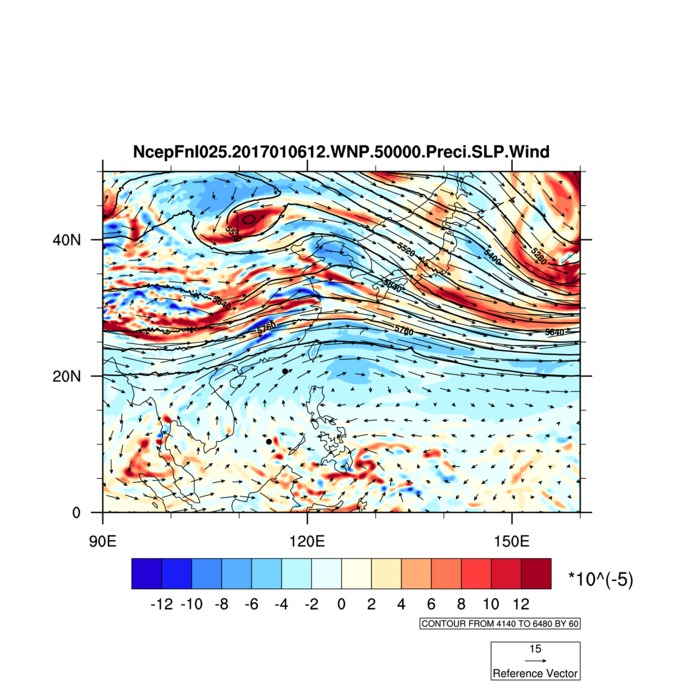 NcepFnl025.2017010612.WNP.50000.Preci.SLP.Wind
40N
20N
0
90E
120E
150E
5520
5400
5280
5640
5760
5760
5640
-12 -10 -8 -6 -4 -2 0 2 4 6 8 10 12
*10^(-5)
CONTOUR FROM 4140 TO 6480 BY 60
15
Reference Vector